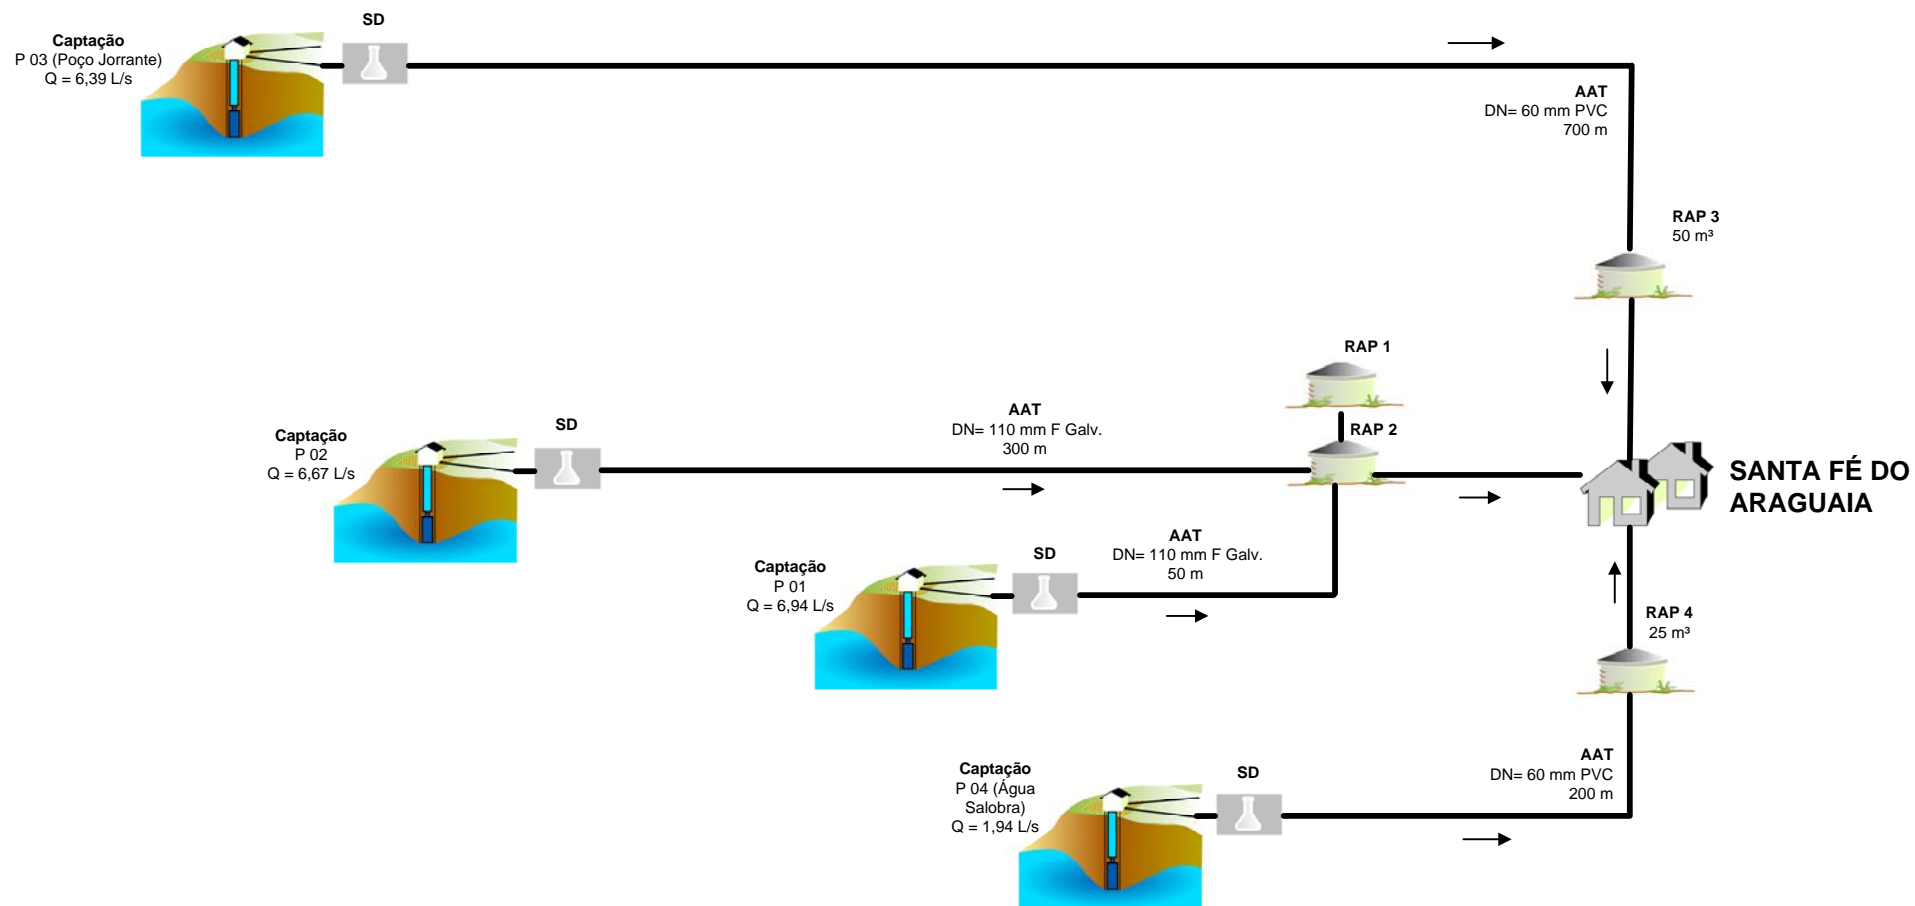 SD
Captação
P 03 (Poço Jorrante)
Q = 6,39 L/s
AAT
DN= 60 mm PVC
700 m
RAP 3
50 m³
RAP 1
AAT
DN= 110 mm F Galv.
300 m
SD
Captação
P 02
Q = 6,67 L/s
RAP 2
SANTA FÉ DO
ARAGUAIA
AAT
DN= 110 mm F Galv.
50 m
SD
Captação
P 01
Q = 6,94 L/s
RAP 4
25 m³
AAT
DN= 60 mm PVC
200 m
SD
Captação
P 04 (Água
Salobra)
Q = 1,94 L/s